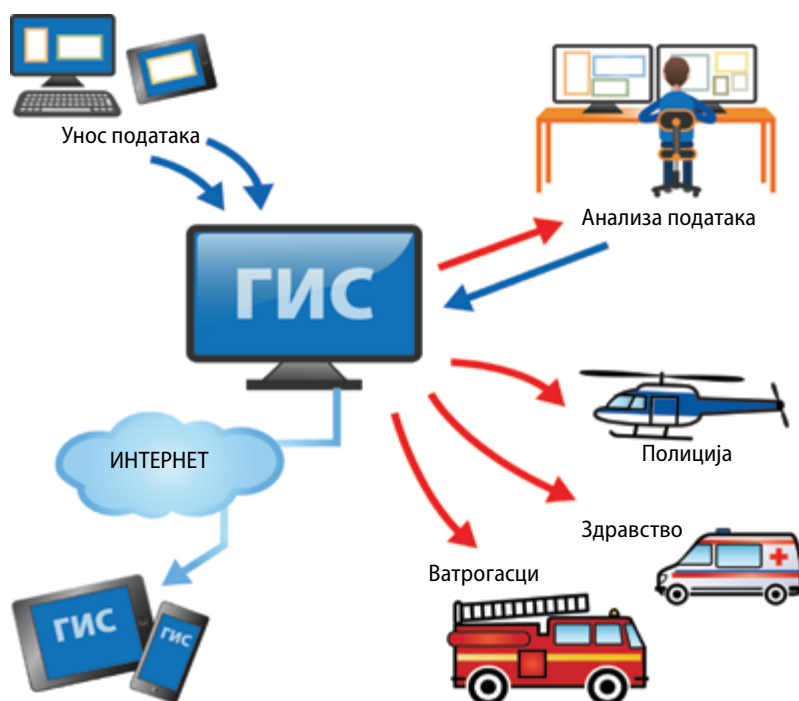 Унос података
Анализа података
ГИС
Полиција
ИНТЕРНЕТ
Здравство
Ватрогасци
ГИС
ГИС